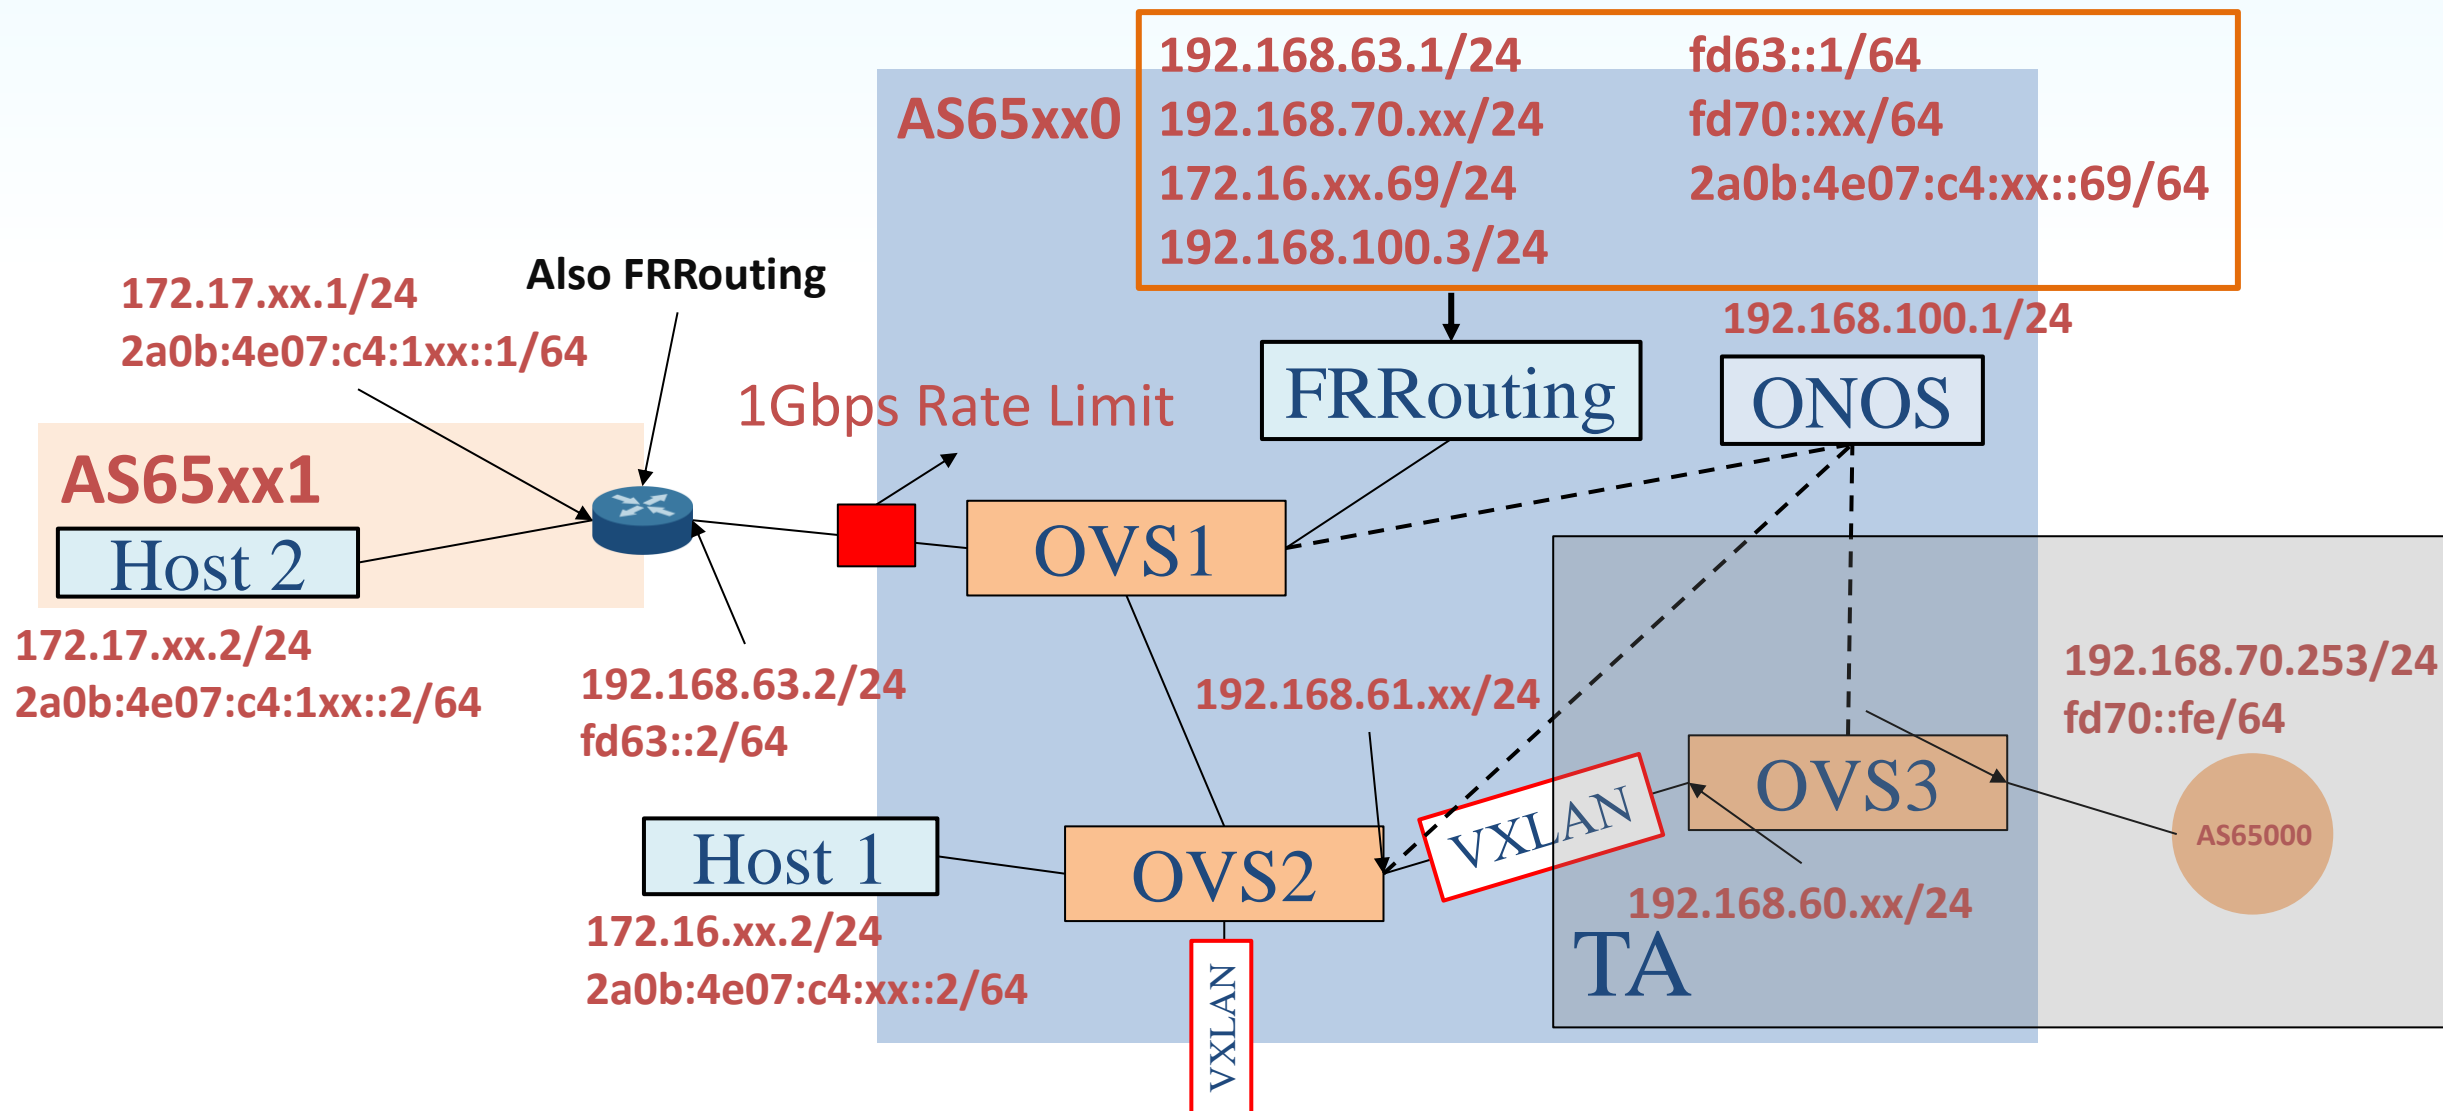 192.168.63.1/24
fd63::1/64
AS65xx0
192.168.70.xx/24
fd70::xx/64
172.16.xx.69/24
2a0b:4e07:c4:xx::69/64
192.168.100.3/24
Also FRRouting
172.17.xx.1/24
2a0b:4e07:c4:1xx::1/64
192.168.100.1/24
1Gbps Rate Limit
FRRouting
ONOS
AS65xx1
Host 2
OVS1
172.17.xx.2/24
2a0b:4e07:c4:1xx::2/64
192.168.63.2/24
fd63::2/64
192.168.61.xx/24
192.168.70.253/24
fd70::fe/64
VXLAN
OVS3
AS65000
Host 1
OVS2
192.168.60.xx/24
172.16.xx.2/24
2a0b:4e07:c4:xx::2/64
TA
VXLAN